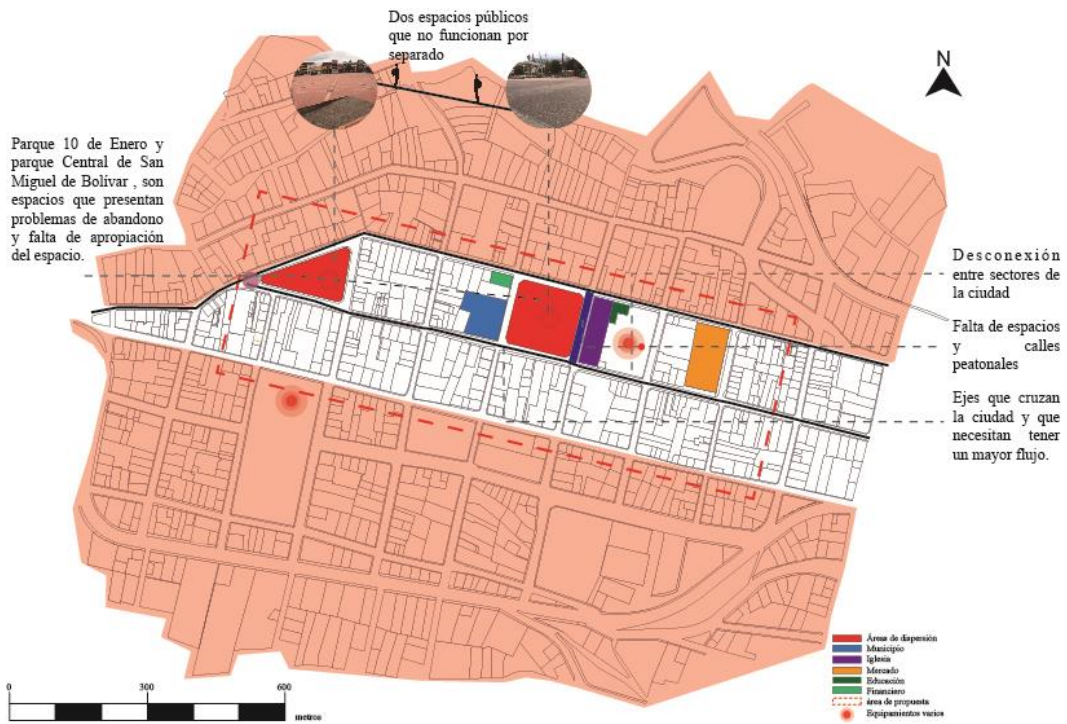 Dos espacios públicos
que no funcionan por
separado
N
Parque 10 de Enero y
parque Central de San
Miguel de Bolívar , son
espacios que presentan
problemas de abandono
y falta de apropiación
del espacio.
Desconexión
entre sectores de
la ciudad
Falta de espacios
y calles
peatonales
Ejes que cruzan
la ciudad y que
necesitan tener
un mayor flujo.
Áreas de dispersión
Municipio
Iglesia
Mercado
Educación
Financiero
área de propuesta
Equipamientos varios
0 300 600
metros